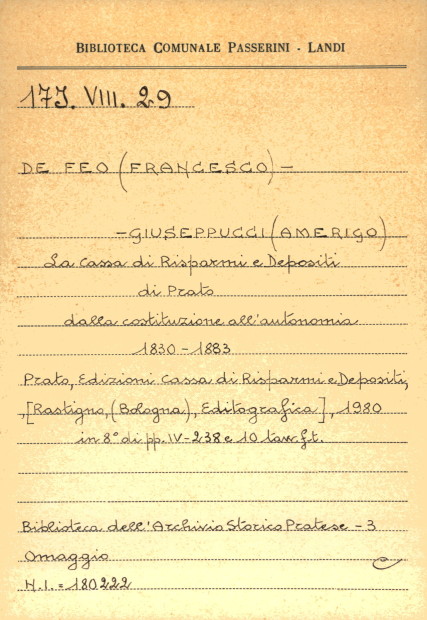 BIBLIOTECA COMUNALE PASSERINI - LANDI
17J. VIII. 29
DE FEO (FRANCESCO) -
-GIUSEPPUCCI (AMERIGO)
La Cassa di Risparmi e Depositi
di Prato
dalla costituzione all'autonomia
1830-1883
Prato, Edizioni Cassa di Risparmi e Depositi,
,[Rastigno, (Bologna), Editografica], 1980
in 8° di pp. IV-238 e 10 tav. f.t.
Biblioteca dell'Archivio Storico Pratese - 3
Omaggio
N.I. = 180222